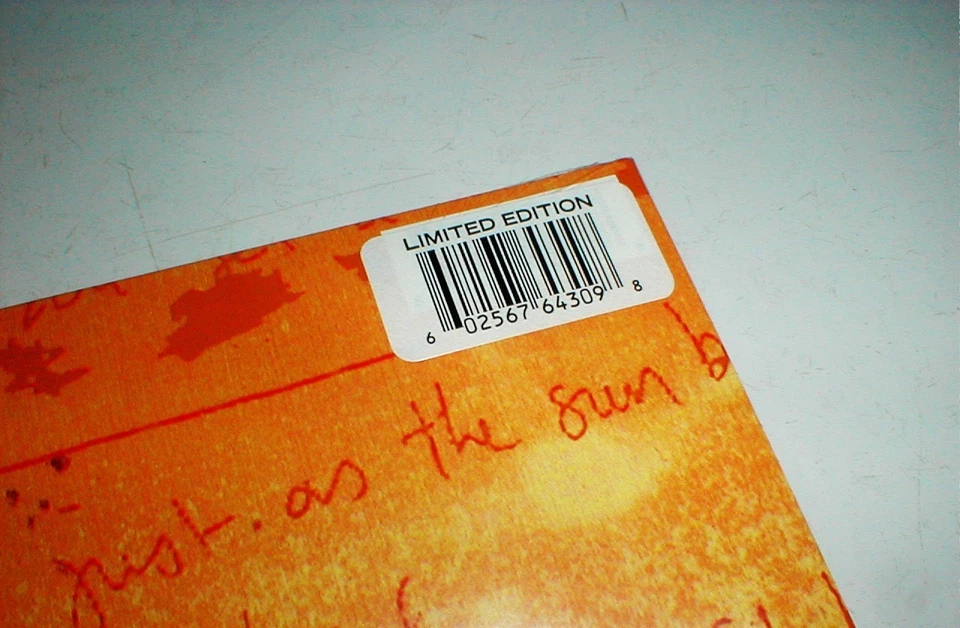 LIMITED EDITION
6 02567 64309 8
just. as the sun b